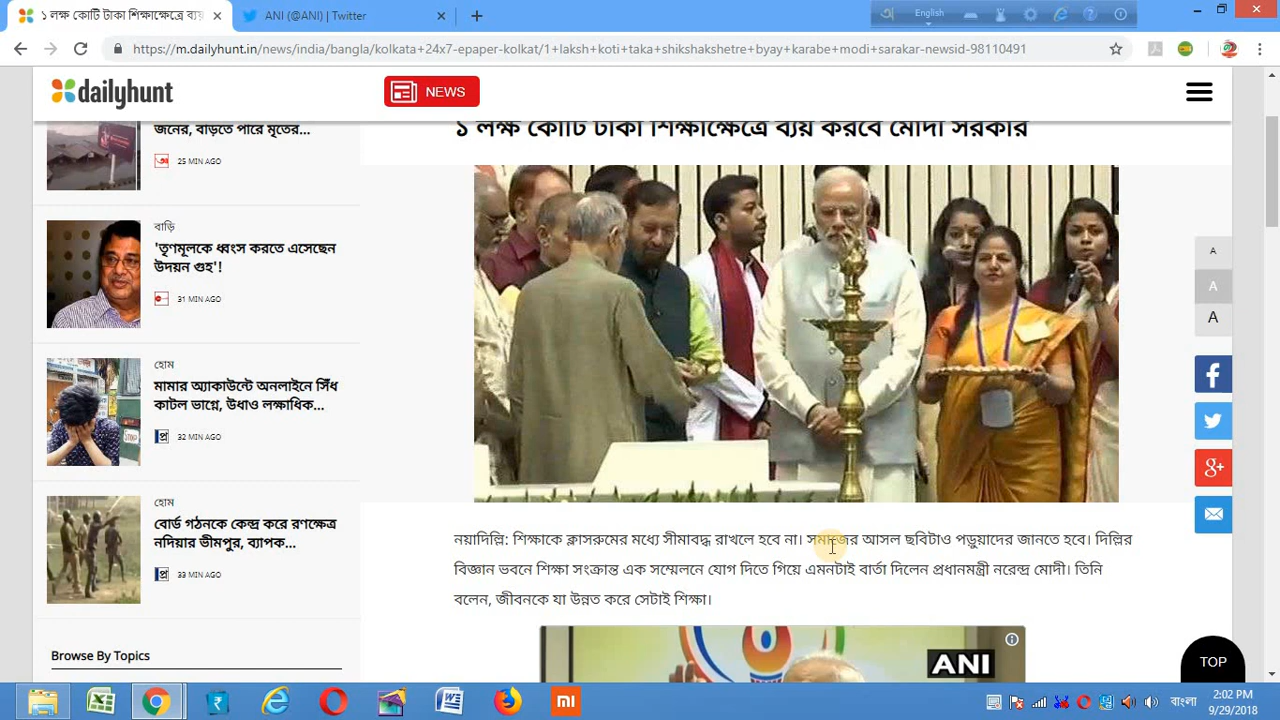 ১ লক্ষ কোটি টাকা শিক্ষাক্ষেত্রে ব্যয়
ANI (@ANI) | Twitter
English
https://m.dailyhunt.in/news/india/bangla/kolkata+24x7-epaper-kolkat/1+laksh+koti+taka+shikshakshetre+byay+karabe+modi+sarakar-newsid-98110491
dailyhunt
NEWS
জনের, বাড়তে পারে মৃতের...
25 MIN AGO
বাড়ি
'তৃণমূলকে ধ্বংস করতে এসেছেন
উদয়ন গুহ'!
31 MIN AGO
হোম
মামার অ্যাকাউন্টে অনলাইনে সিঁধ
কাটল ভাগ্নে, উধাও লক্ষাধিক...
32 MIN AGO
হোম
বোর্ড গঠনকে কেন্দ্র করে রণক্ষেত্র
নদিয়ার ভীমপুর, ব্যাপক...
33 MIN AGO
Browse By Topics
১ লক্ষ কোটি টাকা শিক্ষাক্ষেত্রে ব্যয় করবে মোদী সরকার
নয়াদিল্লি: শিক্ষাকে ক্লাসরুমের মধ্যে সীমাবদ্ধ রাখলে হবে না। সমাজের আসল ছবিটাও পড়ুয়াদের জানতে হবে। দিল্লির
বিজ্ঞান ভবনে শিক্ষা সংক্রান্ত এক সম্মেলনে যোগ দিতে গিয়ে এমনটাই বার্তা দিলেন প্রধানমন্ত্রী নরেন্দ্র মোদী। তিনি
বলেন, জীবনকে যা উন্নত করে সেটাই শিক্ষা।
ANI
A
A
A
TOP
বাংলা
2:02 PM
9/29/2018